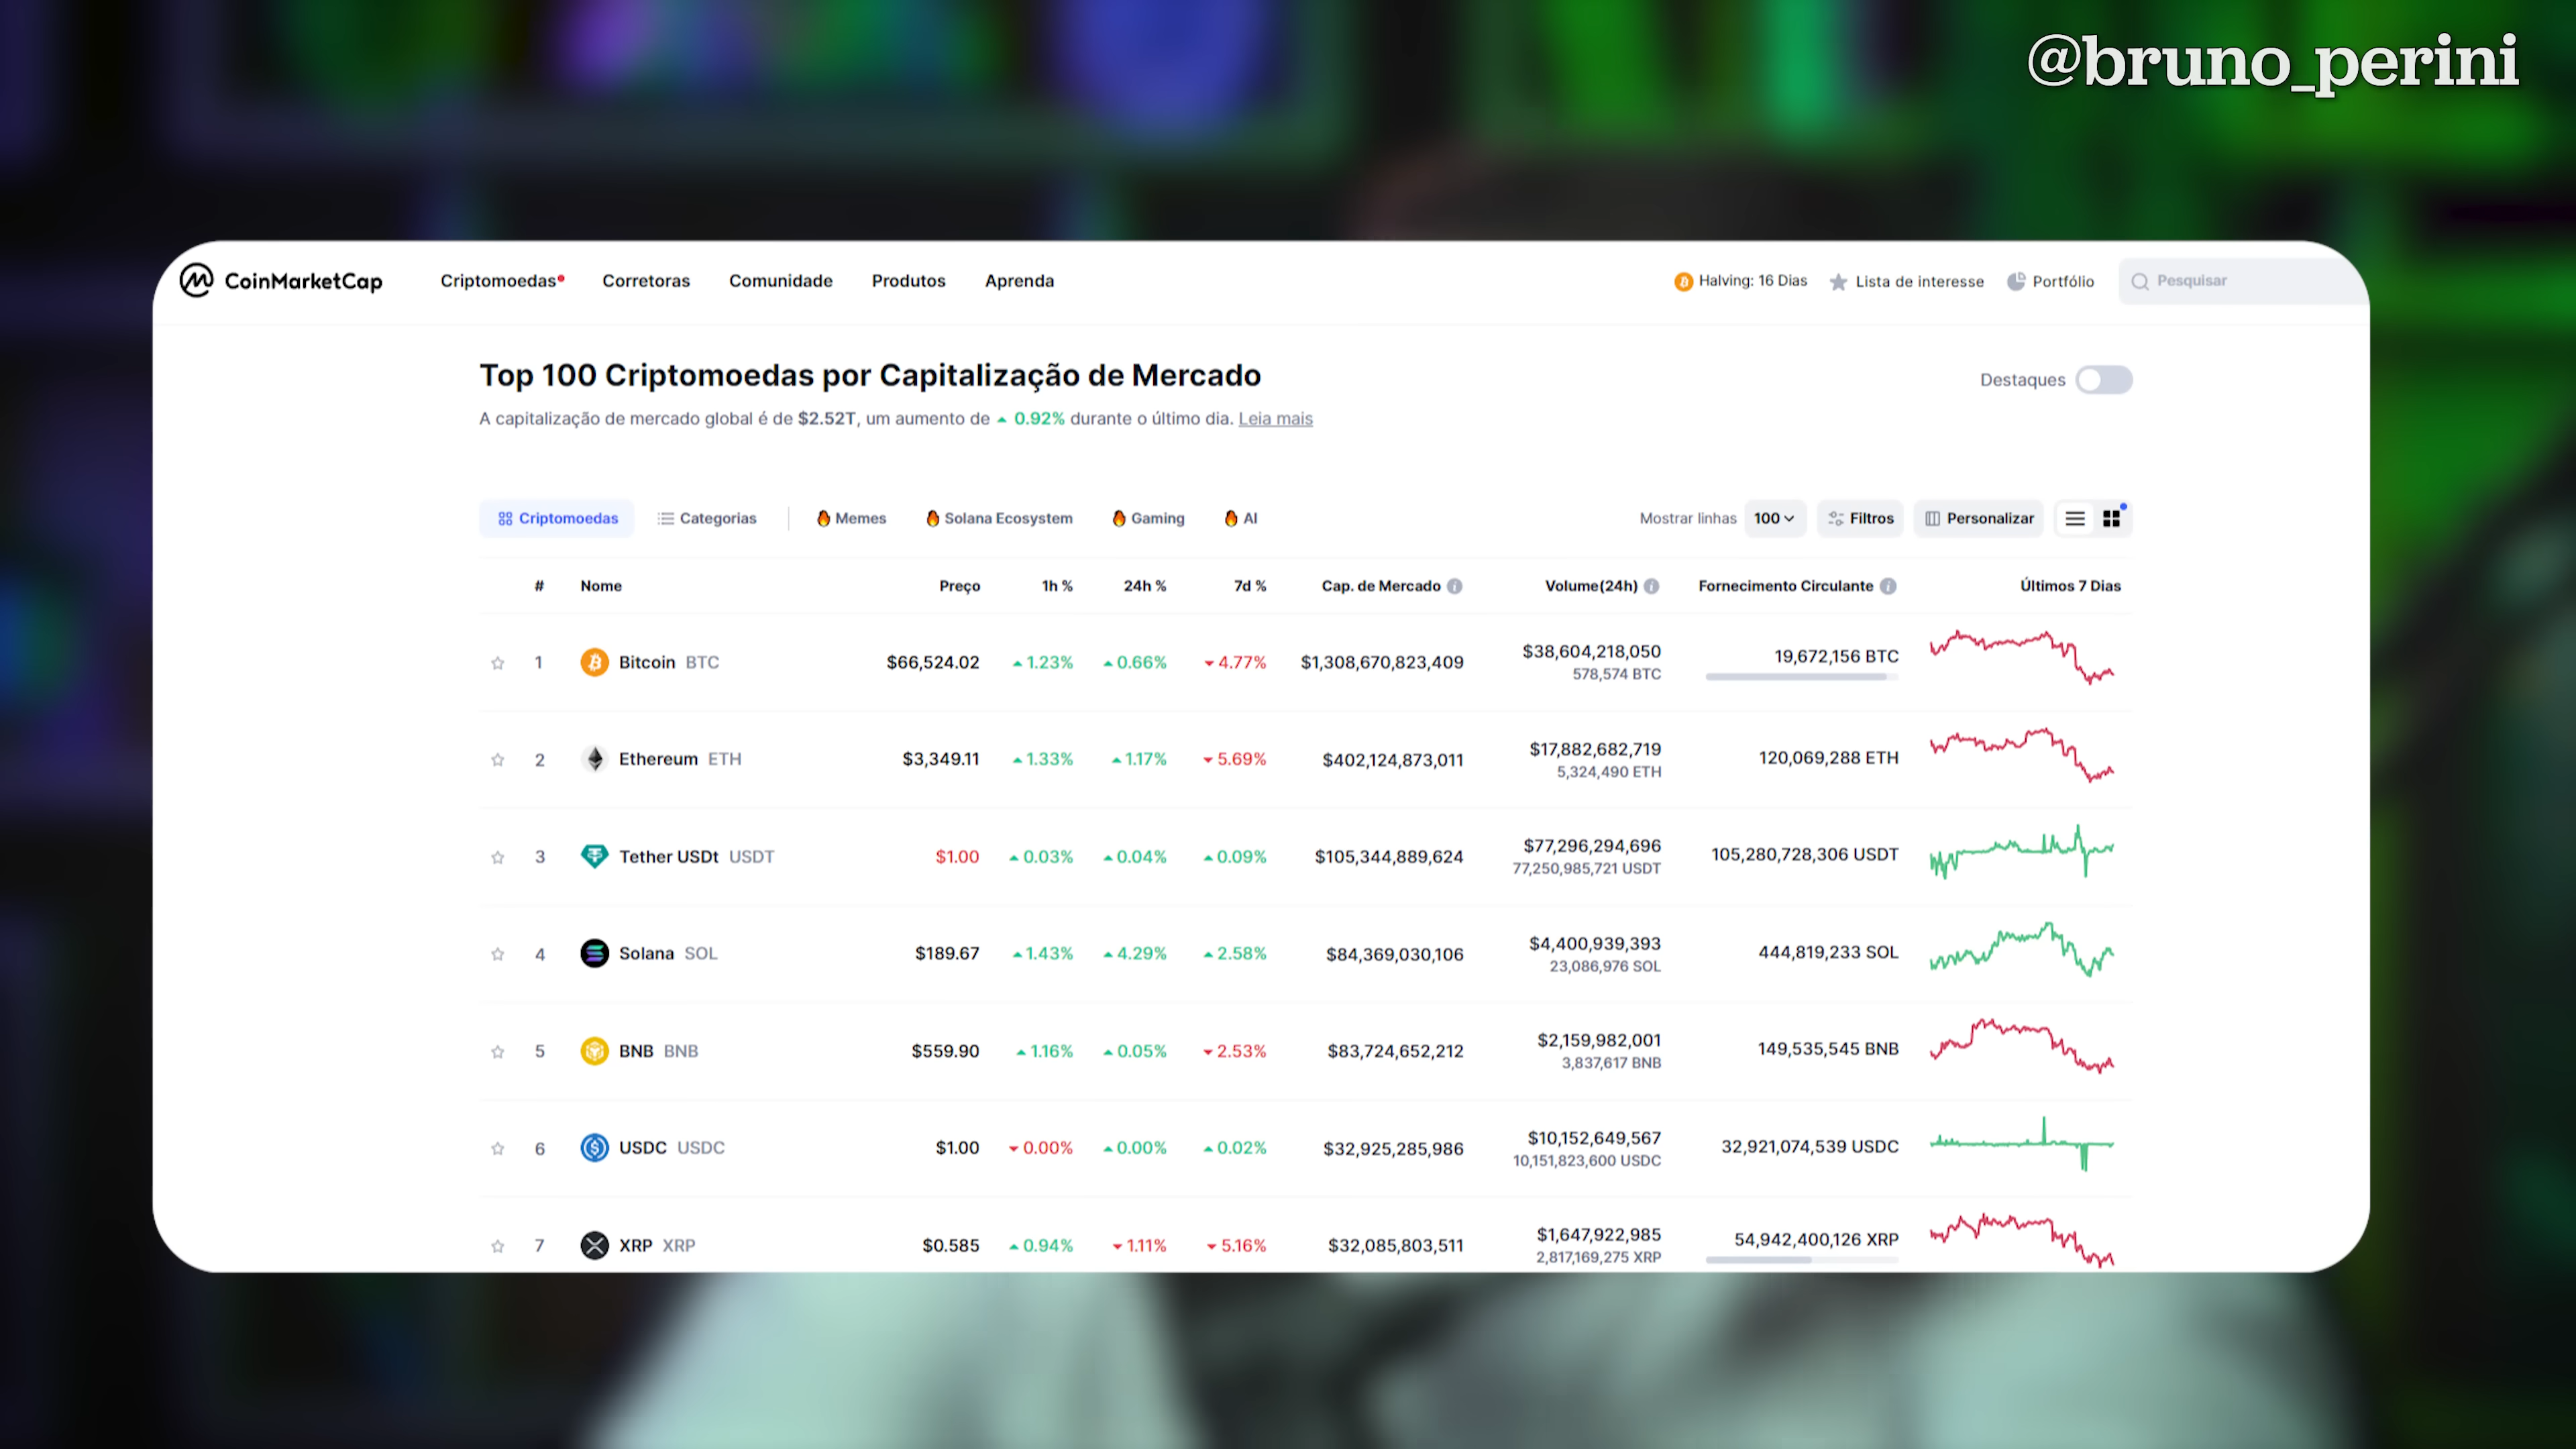 @bruno_perini
CoinMarketCap Criptomoedas Corretoras Comunidade Produtos Aprenda Halving: 16 Dias Lista de interesse Portfólio Pesquisar
Top 100 Criptomoedas por Capitalização de Mercado
Destaques
A capitalização de mercado global é de $2.52T, um aumento de 0.92% durante o último dia. Leia mais
Criptomoedas Categorias Memes Solana Ecosystem Gaming AI Mostrar linhas 100 Filtros Personalizar
# Nome Preço 1h % 24h % 7d % Cap. de Mercado Volume(24h) Fornecimento Circulante Últimos 7 Dias
1 Bitcoin BTC $66,524.02 1.23% 0.66% 4.77% $1,308,670,823,409 $38,604,218,050 19,672,156 BTC
578,574 BTC
2 Ethereum ETH $3,349.11 1.33% 1.17% 5.69% $402,124,873,011 $17,882,682,719 120,069,288 ETH
5,324,490 ETH
3 Tether USDt USDT $1.00 0.03% 0.04% 0.09% $105,344,889,624 $77,296,294,696 105,280,728,306 USDT
77,250,985,721 USDT
4 Solana SOL $189.67 1.43% 4.29% 2.58% $84,369,030,106 $4,400,939,393 444,819,233 SOL
23,086,976 SOL
5 BNB BNB $559.90 1.16% 0.05% 2.53% $83,724,652,212 $2,159,982,001 149,535,545 BNB
3,837,617 BNB
6 USDC USDC $1.00 0.00% 0.00% 0.02% $32,925,285,986 $10,152,649,567 32,921,074,539 USDC
10,151,823,600 USDC
7 XRP XRP $0.585 0.94% 1.11% 5.16% $32,085,803,511 $1,647,922,985 54,942,400,126 XRP
2,817,169,275 XRP